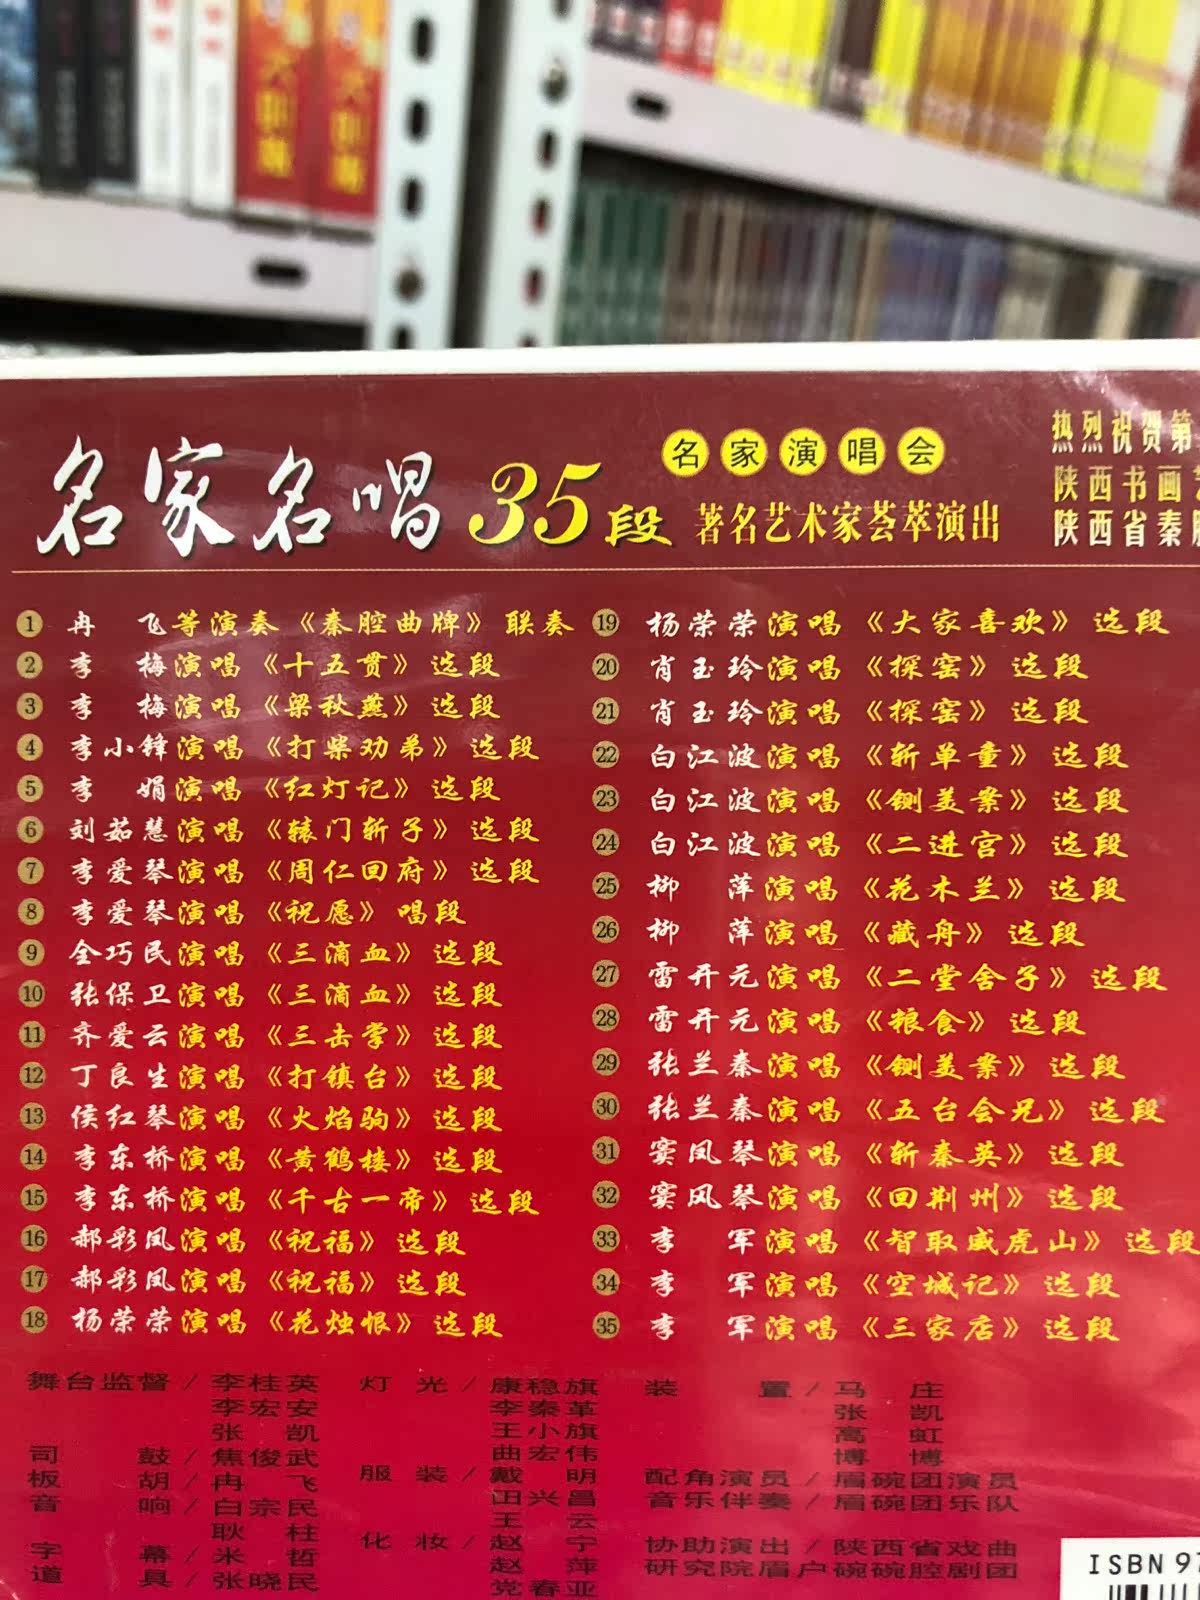 名家名唱35段
名家演唱会
著名艺术家荟萃演出
热烈祝贺第
陕西书画
陕西省秦
1 冉飞等演奏《秦腔曲牌》联奏
2 李梅演唱《十五贯》选段
3 李梅演唱《梁秋燕》选段
4 李小锋演唱《打柴劝弟》选段
5 李娟演唱《红灯记》选段
6 刘茹慧演唱《辕门斩子》选段
7 李爱琴演唱《周仁回府》选段
8 李爱琴演唱《祝愿》唱段
9 全巧民演唱《三滴血》选段
10 张保卫演唱《三滴血》选段
11 齐爱云演唱《三击掌》选段
12 丁良生演唱《打镇台》选段
13 侯红琴演唱《火焰驹》选段
14 李东桥演唱《黄鹤楼》选段
15 李东桥演唱《千古一帝》选段
16 郝彩凤演唱《祝福》选段
17 郝彩凤演唱《祝福》选段
18 杨荣荣演唱《花烛恨》选段
19 杨荣荣演唱《大家喜欢》选段
20 肖玉玲演唱《探窑》选段
21 肖玉玲演唱《探窑》选段
22 白江波演唱《斩单童》选段
23 白江波演唱《铡美案》选段
24 白江波演唱《二进宫》选段
25 柳萍演唱《花木兰》选段
26 柳萍演唱《藏舟》选段
27 雷开元演唱《二堂舍子》选段
28 雷开元演唱《粮食》选段
29 张兰秦演唱《铡美案》选段
30 张兰秦演唱《五台会兄》选段
31 窦凤琴演唱《斩秦英》选段
32 窦凤琴演唱《回荆州》选段
33 李军演唱《智取威虎山》选段
34 李军演唱《空城记》选段
35 李军演唱《三家店》选段
舞台监督/李桂英
李宏安
张凯
司鼓/焦俊武
板胡/冉飞
音响/白宗民
耿柱
字幕/米哲
道具/张晓民
灯光/康稳旗
李秦革
王小旗
曲宏伟
服装/戴明
田兴昌
王云
化妆/赵宁
赵萍
党春亚
装置/马庄
张凯
高虹
博博
配角演员/眉碗团演员
音乐伴奏/眉碗团乐队
协助演出/陕西省戏曲
研究院眉户碗碗腔剧团
ISBN 97